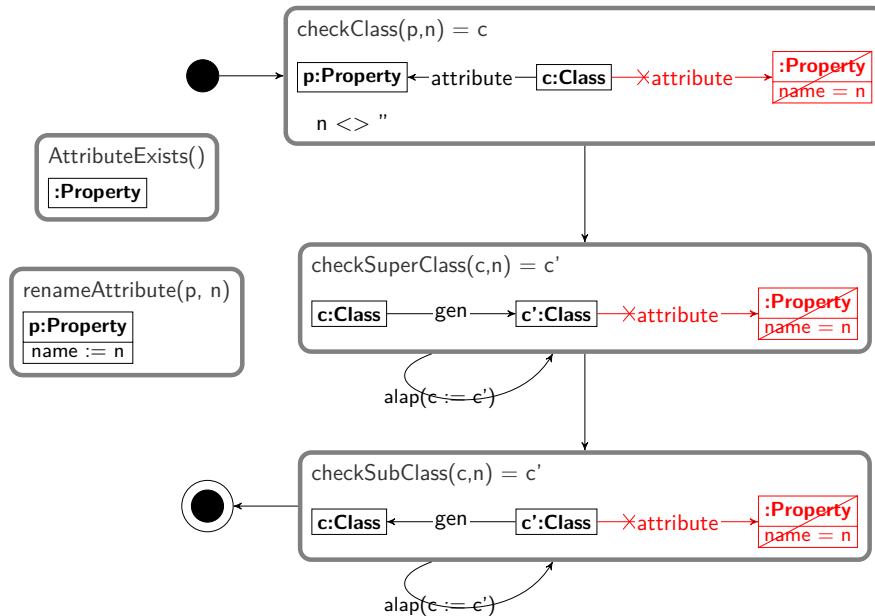 checkClass(p,n) = c
p:Property attribute c:Class attribute :Property
name = n
n <> ”
AttributeExists()
:Property
checkSuperClass(c,n) = c'
c:Class gen c':Class attribute :Property
name = n
alap(c := c')
renameAttribute(p, n)
p:Property
name := n
checkSubClass(c,n) = c'
c:Class gen c':Class attribute :Property
name = n
alap(c := c')